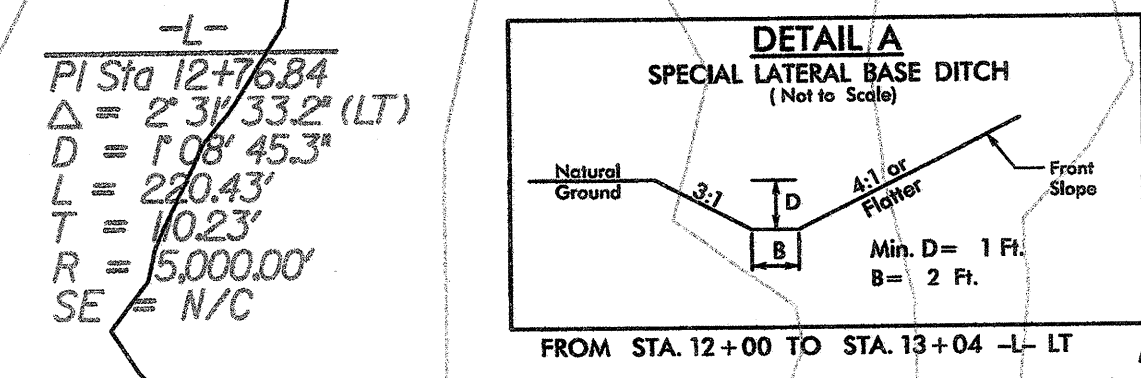 -L-
PI Sta 12+76.84
Δ = 2° 31' 33.2" (LT)
D = 1° 08' 45.3"
L = 220.43'
T = 110.23'
R = 5,000.00'
SE = N/C
DETAIL A
SPECIAL LATERAL BASE DITCH
( Not to Scale)
Natural
Ground
3:1
D
B
4:1 or
Flatter
Front
Slope
Min. D= 1 Ft.
B= 2 Ft.
FROM STA. 12+00 TO STA. 13+04 -L- LT